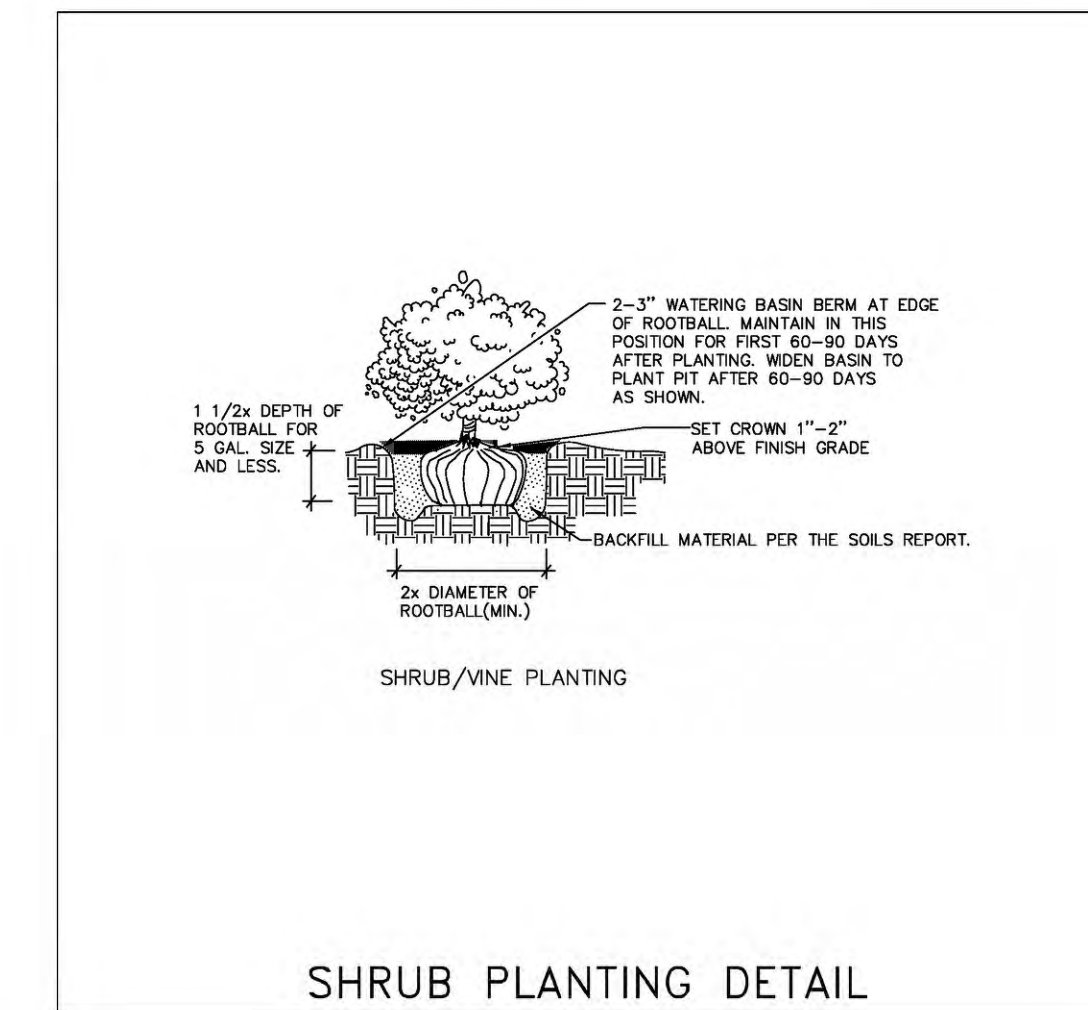 2-3" WATERING BASIN BERM AT EDGE
OF ROOTBALL. MAINTAIN IN THIS
POSITION FOR FIRST 60-90 DAYS
AFTER PLANTING. WIDEN BASIN TO
PLANT PIT AFTER 60-90 DAYS
AS SHOWN.
1 1/2x DEPTH OF
ROOTBALL FOR
5 GAL. SIZE
AND LESS.
SET CROWN 1"-2"
ABOVE FINISH GRADE
BACKFILL MATERIAL PER THE SOILS REPORT.
2x DIAMETER OF
ROOTBALL(MIN.)
SHRUB/VINE PLANTING
SHRUB PLANTING DETAIL